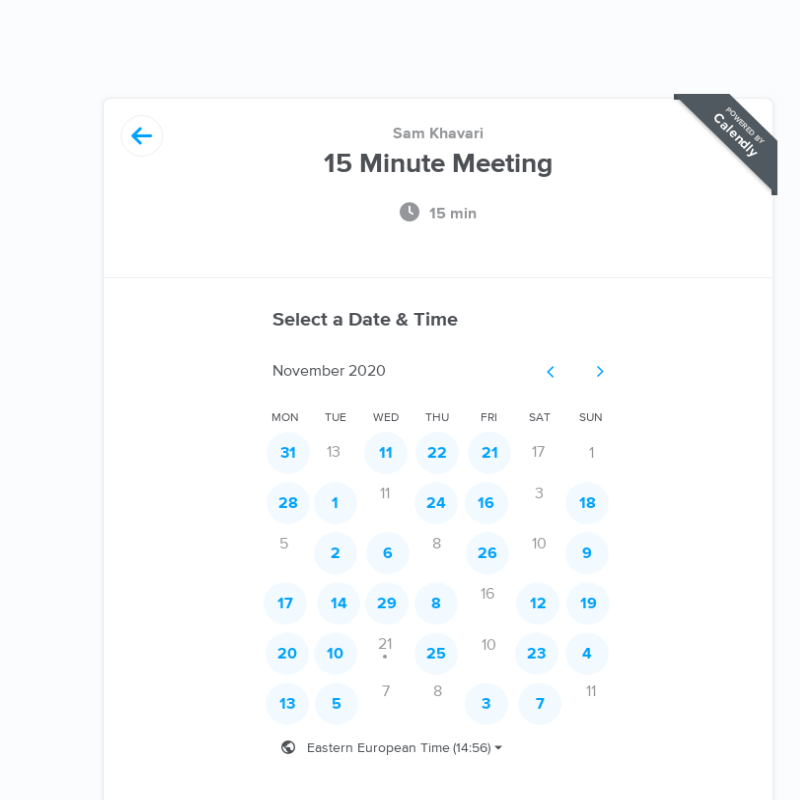 POWERED BY
Calendly
Sam Khavari
15 Minute Meeting
15 min
Select a Date & Time
November 2020
MON TUE WED THU FRI SAT SUN
31 13 11 22 21 17 1
28 1 11 24 16 3 18
5 2 6 8 26 10 9
17 14 29 8 16 12 19
20 10 21 25 10 23 4
13 5 7 8 3 7 11
Eastern European Time (14:56)